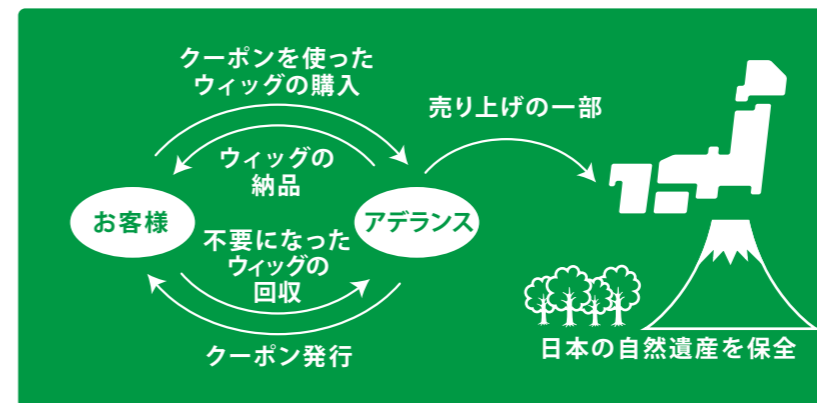 クーポンを使った
ウィッグの購入
売り上げの一部
ウィッグの
納品
お客様
アデランス
不要になった
ウィッグの
回収
クーポン発行
日本の自然遺産を保全